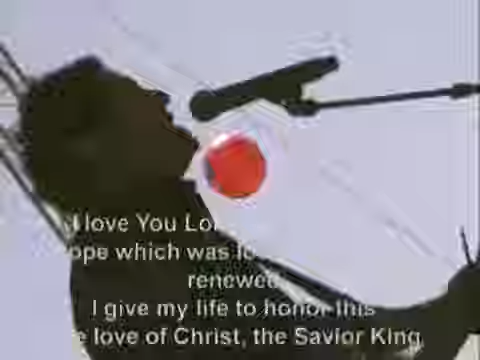 I love You
which was
I give my life to honor this
love of Christ, the Savior King